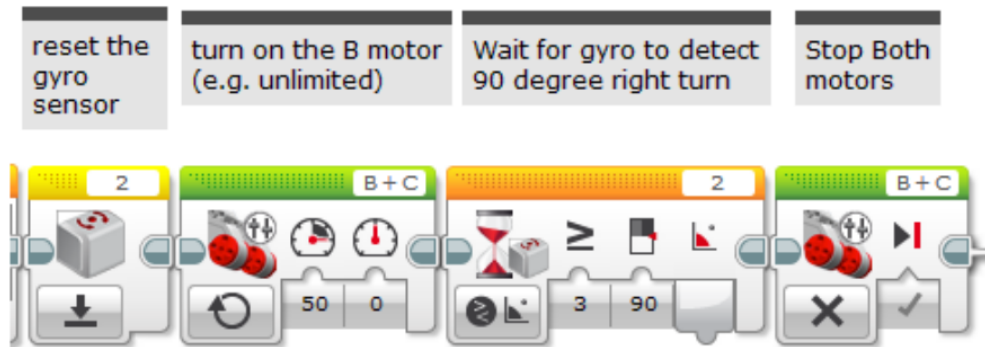 reset the
gyro
sensor
turn on the B motor
(e.g. unlimited)
Wait for gyro to detect
90 degree right turn
Stop Both
motors
2
B + C
2
B + C
≥
50
0
3
90